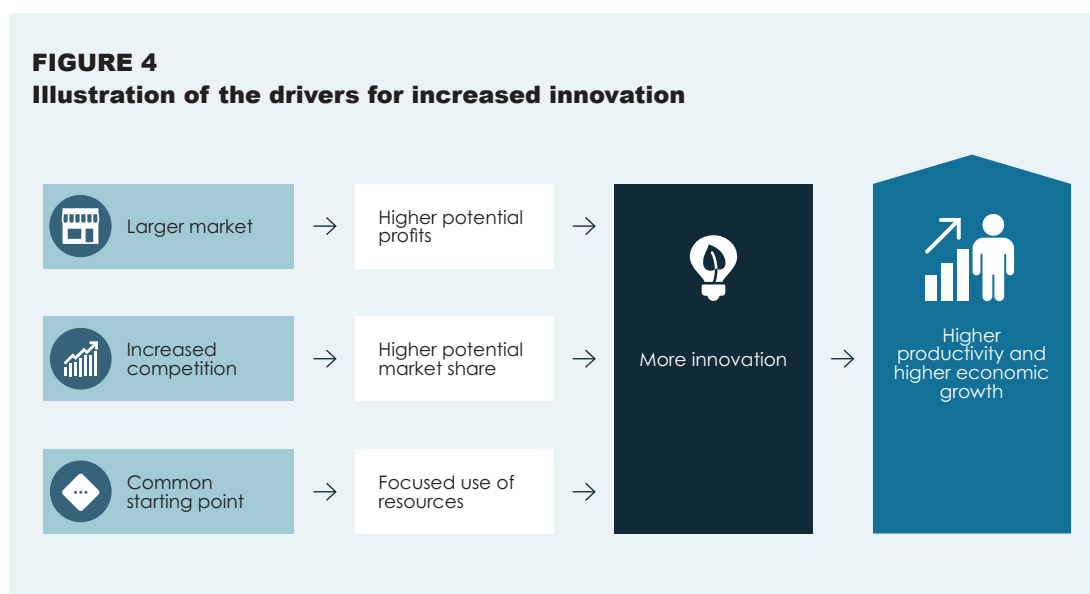 FIGURE 4
Illustration of the drivers for increased innovation
Larger market
Higher potential
profits
Increased
competition
Higher potential
market share
More innovation
Higher
productivity and
higher economic
growth
Common
starting point
Focused use of
resources